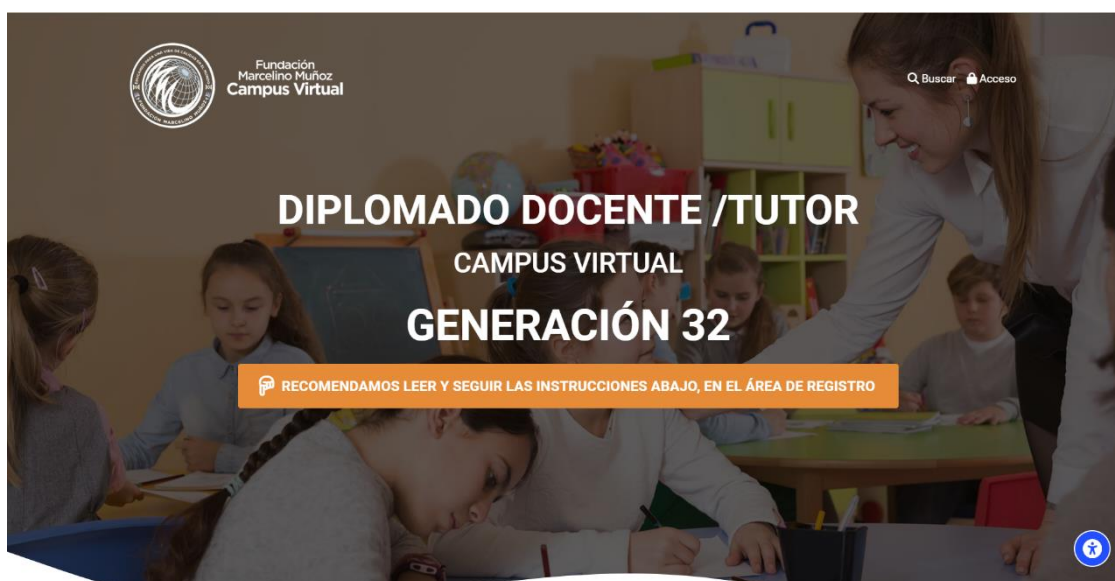 Fundación
Marcelino Muñoz
Campus Virtual
Buscar
Acceso
DIPLOMADO DOCENTE /TUTOR
CAMPUS VIRTUAL
GENERACIÓN 32
RECOMENDAMOS LEER Y SEGUIR LAS INSTRUCCIONES ABAJO, EN EL ÁREA DE REGISTRO